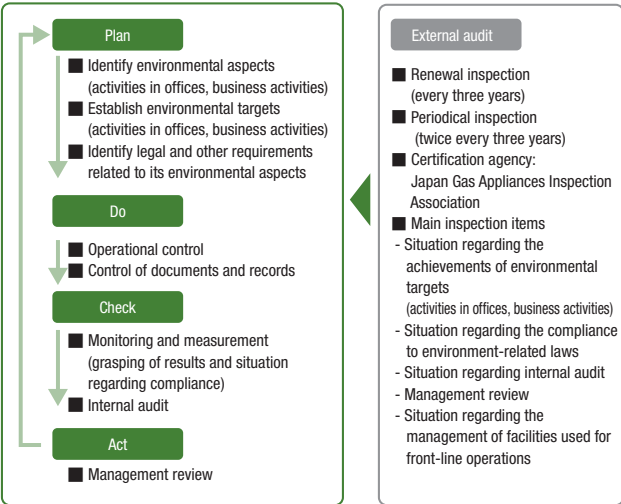 Plan
■ Identify environmental aspects
(activities in offices, business activities)
■ Establish environmental targets
(activities in offices, business activities)
■ Identify legal and other requirements
related to its environmental aspects
Do
■ Operational control
■ Control of documents and records
Check
■ Monitoring and measurement
(grasping of results and situation
regarding compliance)
■ Internal audit
Act
■ Management review
External audit
■ Renewal inspection
(every three years)
■ Periodical inspection
(twice every three years)
■ Certification agency:
Japan Gas Appliances Inspection
Association
■ Main inspection items
- Situation regarding the
achievements of environmental
targets
(activities in offices, business activities)
- Situation regarding the compliance
to environment-related laws
- Situation regarding internal audit
- Management review
- Situation regarding the
management of facilities used for
front-line operations